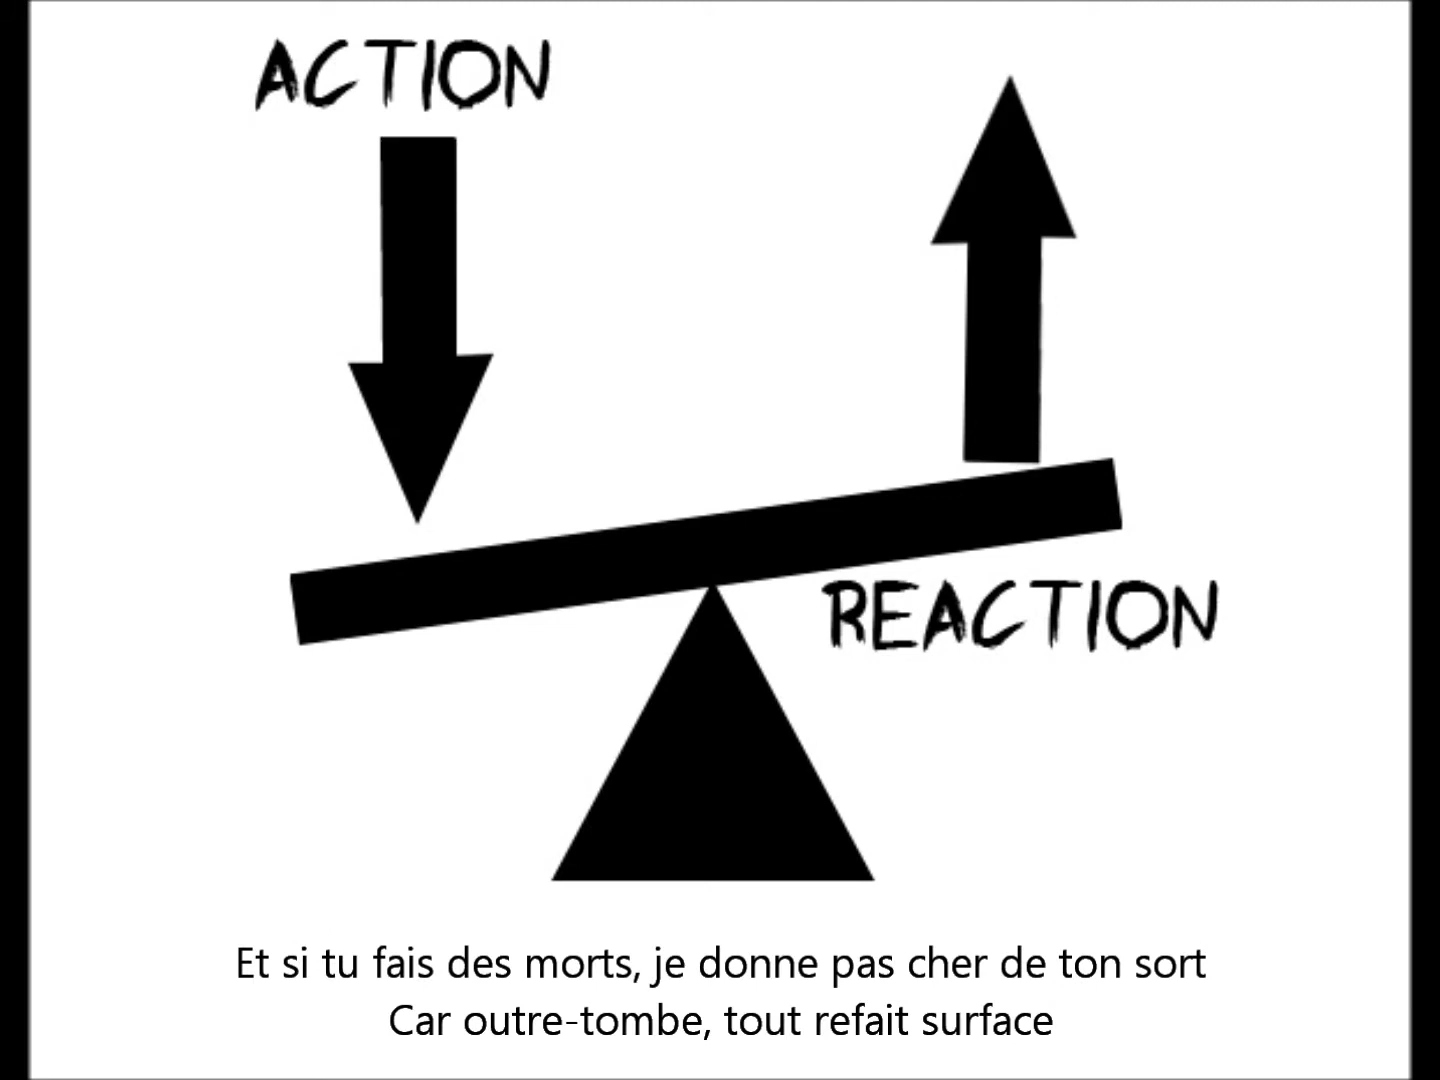 ACTION
REACTION
Et si tu fais des morts, je donne pas cher de ton sort
Car outre-tombe, tout refait surface